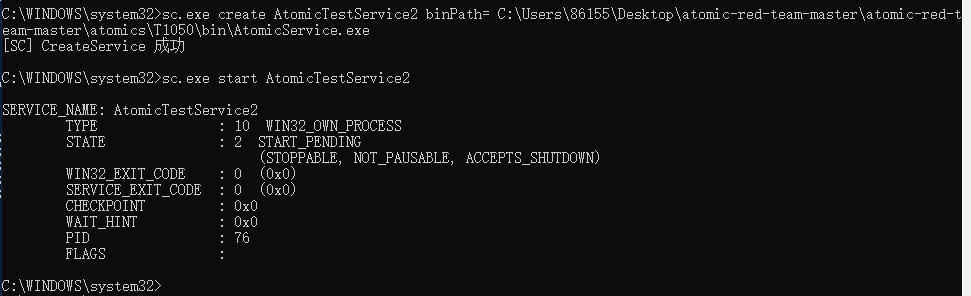 C:\WINDOWS\system32>sc.exe create AtomicTestService2 binPath= C:\Users\86155\Desktop\atomic-red-team-master\atomic-red-t
eam-master\atomics\T1050\bin\AtomicService.exe
[SC] CreateService 成功
C:\WINDOWS\system32>sc.exe start AtomicTestService2
SERVICE_NAME: AtomicTestService2
        TYPE               : 10  WIN32_OWN_PROCESS
        STATE              : 2  START_PENDING
                                (STOPPABLE, NOT_PAUSABLE, ACCEPTS_SHUTDOWN)
        WIN32_EXIT_CODE    : 0  (0x0)
        SERVICE_EXIT_CODE  : 0  (0x0)
        CHECKPOINT         : 0x0
        WAIT_HINT          : 0x0
        PID                : 76
        FLAGS              :
C:\WINDOWS\system32>